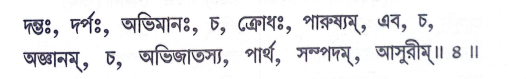 দম্ভঃ, দর্পঃ, অভিমানঃ, চ, ক্রোধঃ, পারুষ্যম্, এব, চ,
অজ্ঞানম্, চ, অভিজাতস্য, পার্থ, সম্পদম্, আসুরীম্॥ ৪ ॥